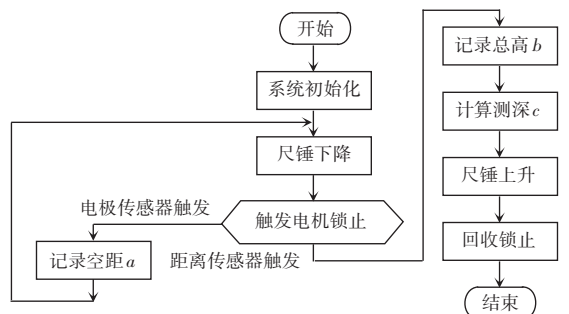 开始
系统初始化
尺锤下降
触发电机锁止
电极传感器触发
记录空距a
距离传感器触发
记录总高b
计算测深c
尺锤上升
回收锁止
结束